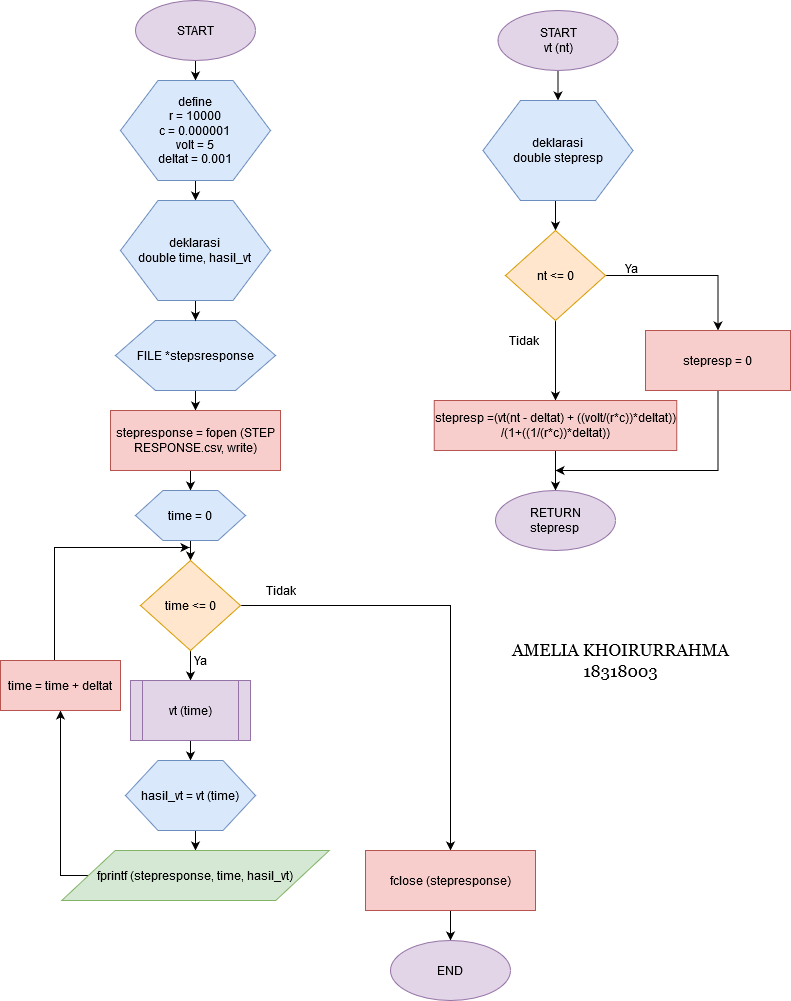 START
define
r = 10000
c = 0.000001
volt = 5
deltat = 0.001
deklarasi
double time, hasil_vt
FILE *stepsresponse
stepresponse = fopen (STEP
RESPONSE.csv, write)
time = 0
time <= 0
Tidak
Ya
time = time + deltat
vt (time)
hasil_vt = vt (time)
fprintf (stepresponse, time, hasil_vt)
fclose (stepresponse)
END
START
vt (nt)
deklarasi
double stepresp
nt <= 0
Ya
Tidak
stepresp = 0
stepresp =(vt(nt - deltat) + ((volt/(r*c))*deltat))
/(1+((1/(r*c))*deltat))
RETURN
stepresp
AMELIA KHOIRURRAHMA
18318003